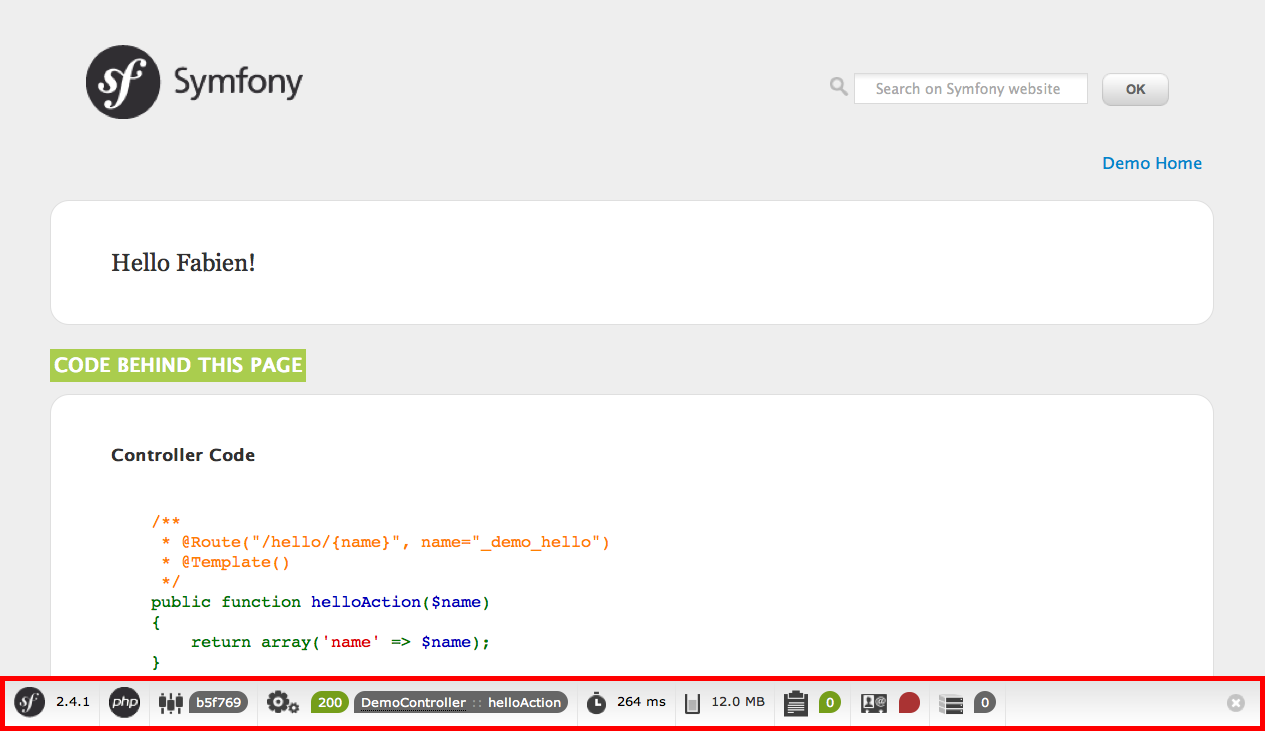 sf Symfony
Search on Symfony website
OK
Demo Home
Hello Fabien!
CODE BEHIND THIS PAGE
Controller Code
/**
 * @Route("/hello/{name}", name="_demo_hello")
 * @Template()
 */
public function helloAction($name)
{
    return array('name' => $name);
}
sf 2.4.1 php b5f769 200 DemoController :: helloAction 264 ms 12.0 MB 0 @ 0